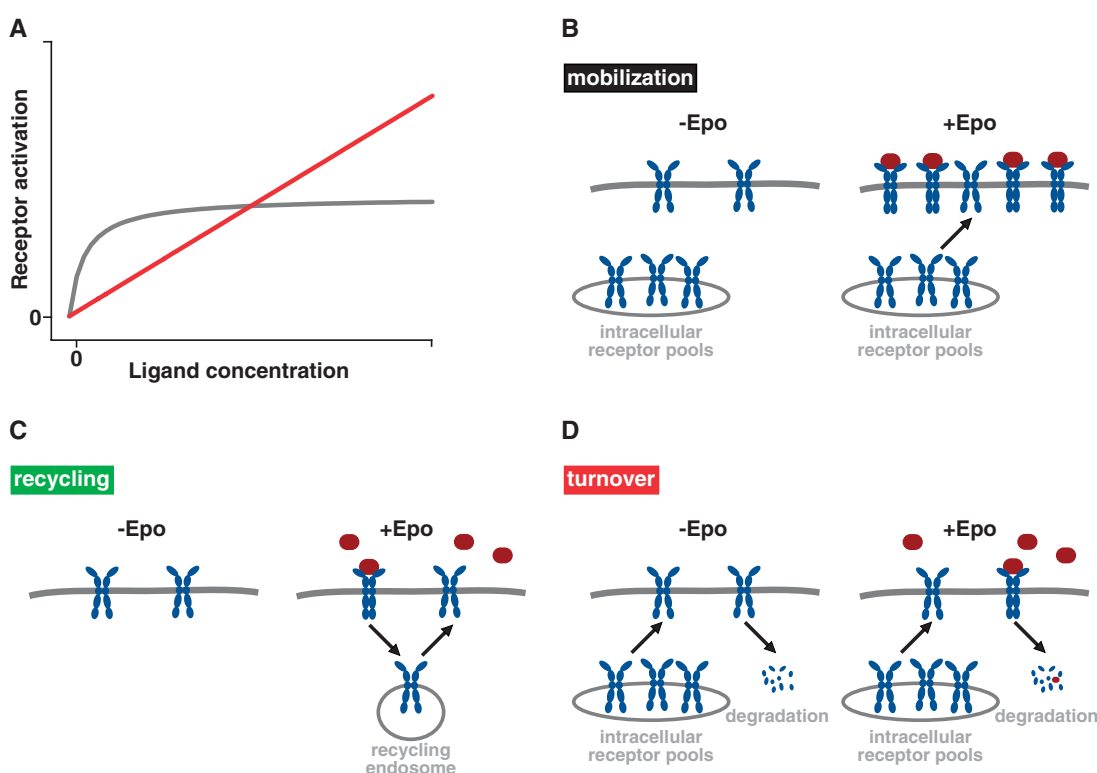 A
Receptor activation
0
0
Ligand concentration
B
mobilization
-Epo
+Epo
intracellular
receptor pools
intracellular
receptor pools
C
recycling
-Epo
+Epo
recycling
endosome
D
turnover
-Epo
+Epo
degradation
intracellular
receptor pools
degradation
intracellular
receptor pools